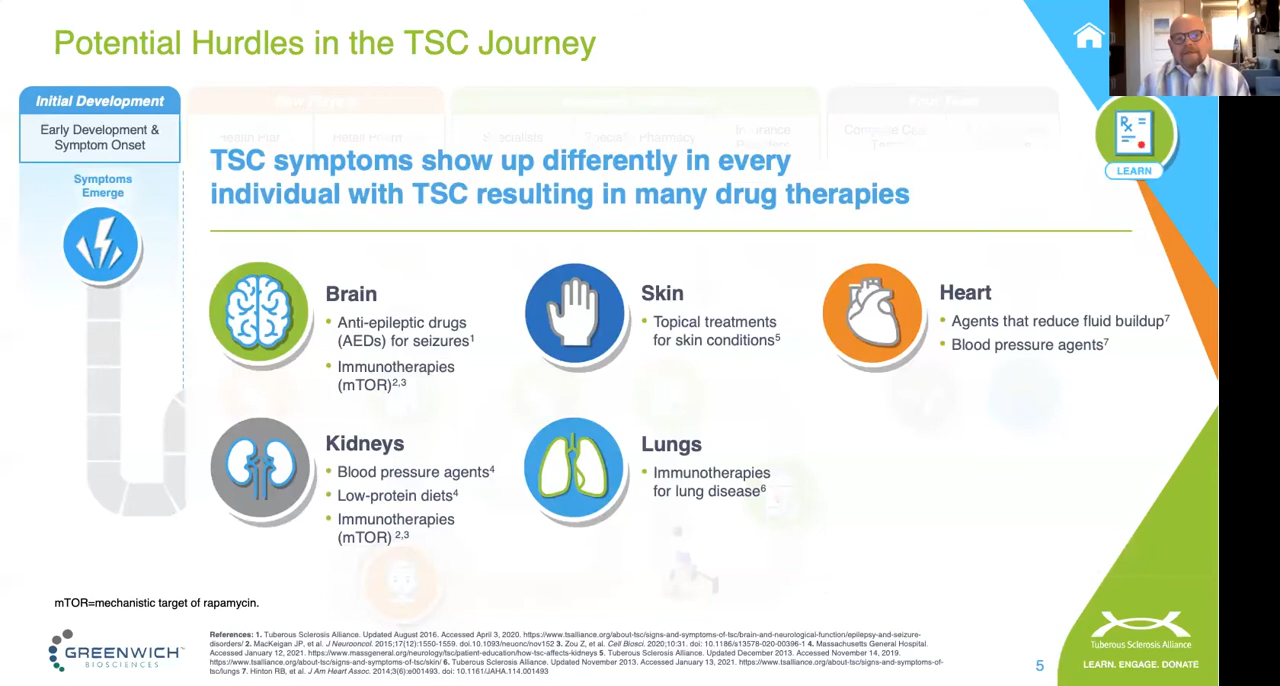 Potential Hurdles in the TSC Journey
Initial Development
Early Development &
Symptom Onset
Symptoms
Emerge
Specialists
Pharmacy
Insurance
TSC symptoms show up differently in every
individual with TSC resulting in many drug therapies
LEARN
Brain
• Anti-epileptic drugs
(AEDs) for seizures¹
• Immunotherapies
(mTOR)²,³
Skin
• Topical treatments
for skin conditions⁵
Heart
• Agents that reduce fluid buildup⁷
• Blood pressure agents⁷
Kidneys
• Blood pressure agents⁴
• Low-protein diets⁴
• Immunotherapies
(mTOR) ²,³
Lungs
• Immunotherapies
for lung disease⁶
mTOR=mechanistic target of rapamycin.
GREENWICH™
BIOSCIENCES
References: 1. Tuberous Sclerosis Alliance. Updated August 2016. Accessed April 3, 2020. https://www.tsalliance.org/about-tsc/signs-and-symptoms-of-tsc/brain-and-neurological-function/epilepsy-and-seizure-
disorders/ 2. MacKeigan JP, et al. J Neurooncol. 2015;17(12):1550-1559. doi.10.1093/neuonc/nov152 3. Zou Z, et al. Cell Biosci. 2020;10:31. doi: 10.1186/s13578-020-00396-1 4. Massachusetts General Hospital.
Accessed January 12, 2021. https://www.massgeneral.org/neurology/tsc/patient-education/how-tsc-affects-kidneys 5. Tuberous Sclerosis Alliance. Updated December 2013. Accessed November 14, 2019.
https://www.tsalliance.org/about-tsc/signs-and-symptoms-of-tsc/skin/ 6. Tuberous Sclerosis Alliance. Updated November 2013. Accessed January 13, 2021. https://www.tsalliance.org/about-tsc/signs-and-symptoms-of-
tsc/lungs 7. Hinton RB, et al. J Am Heart Assoc. 2014;3(6):e001493. doi: 10.1161/JAHA.114.001493
5
Tuberous Sclerosis Alliance
LEARN. ENGAGE. DONATE